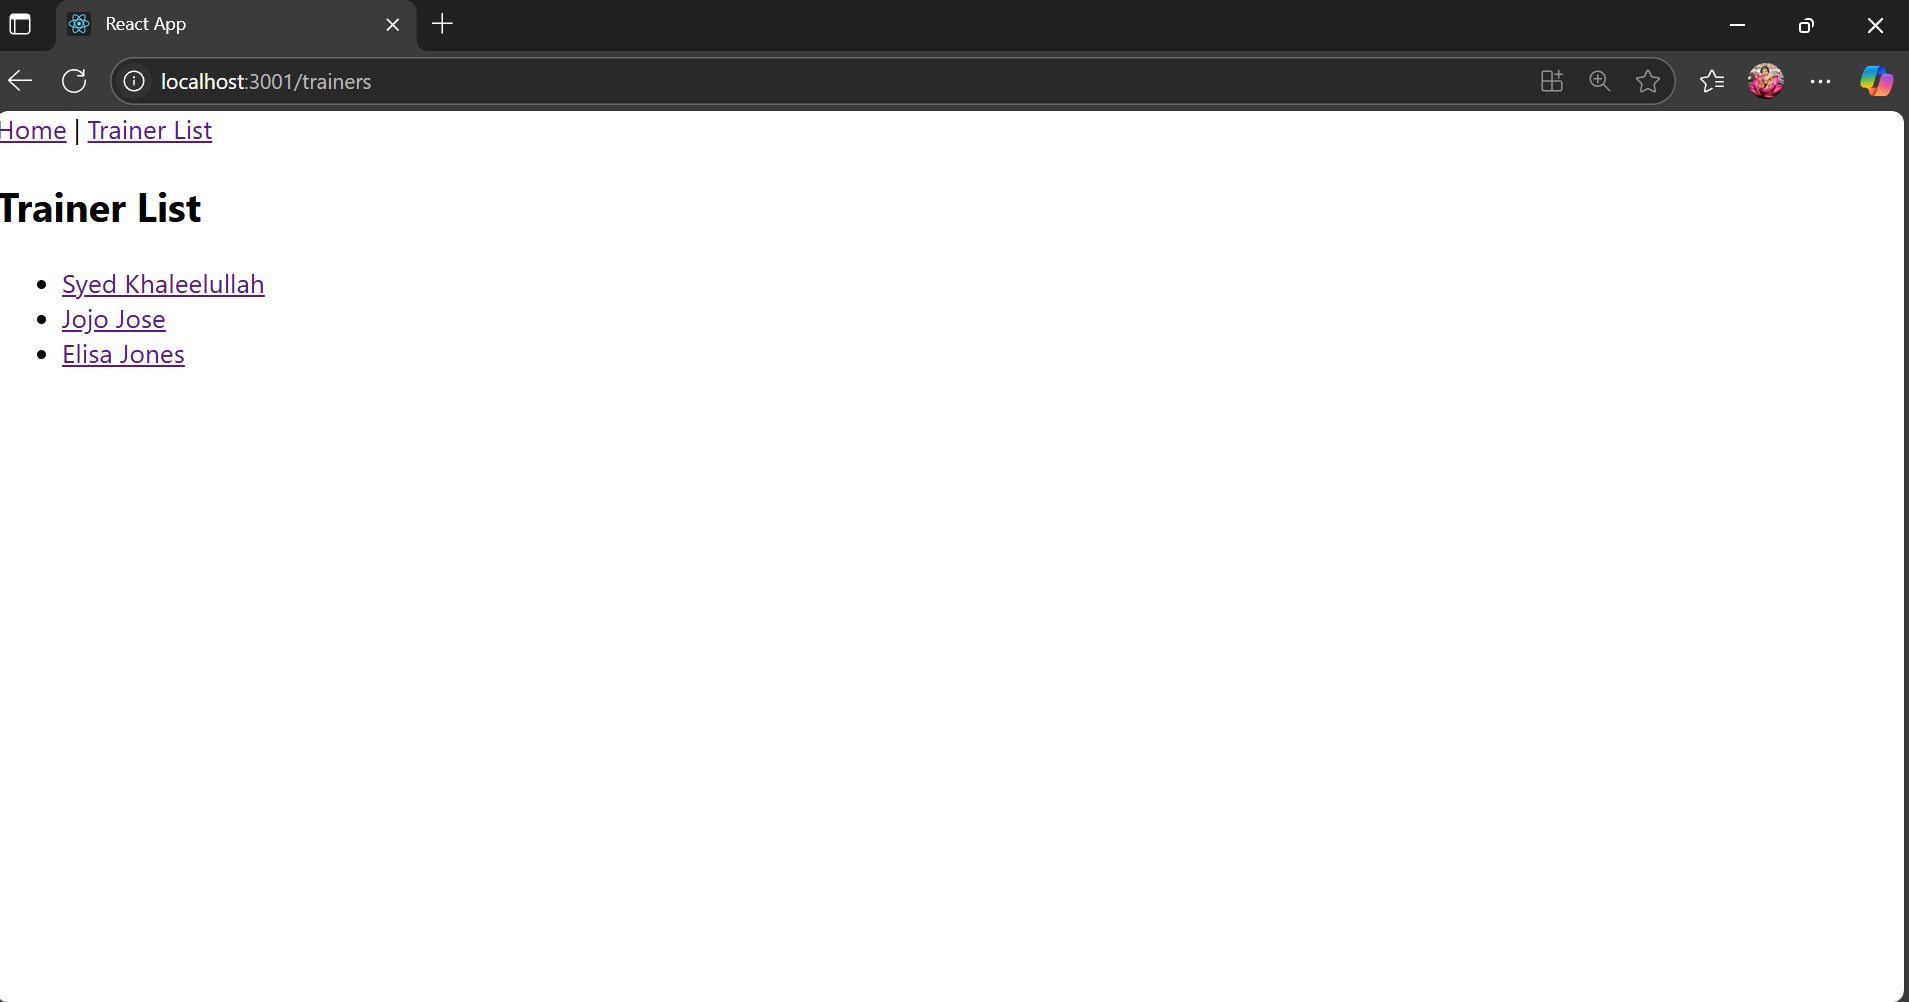 React App
localhost:3001/trainers
Home | Trainer List
Trainer List
Syed Khaleelullah
Jojo Jose
Elisa Jones